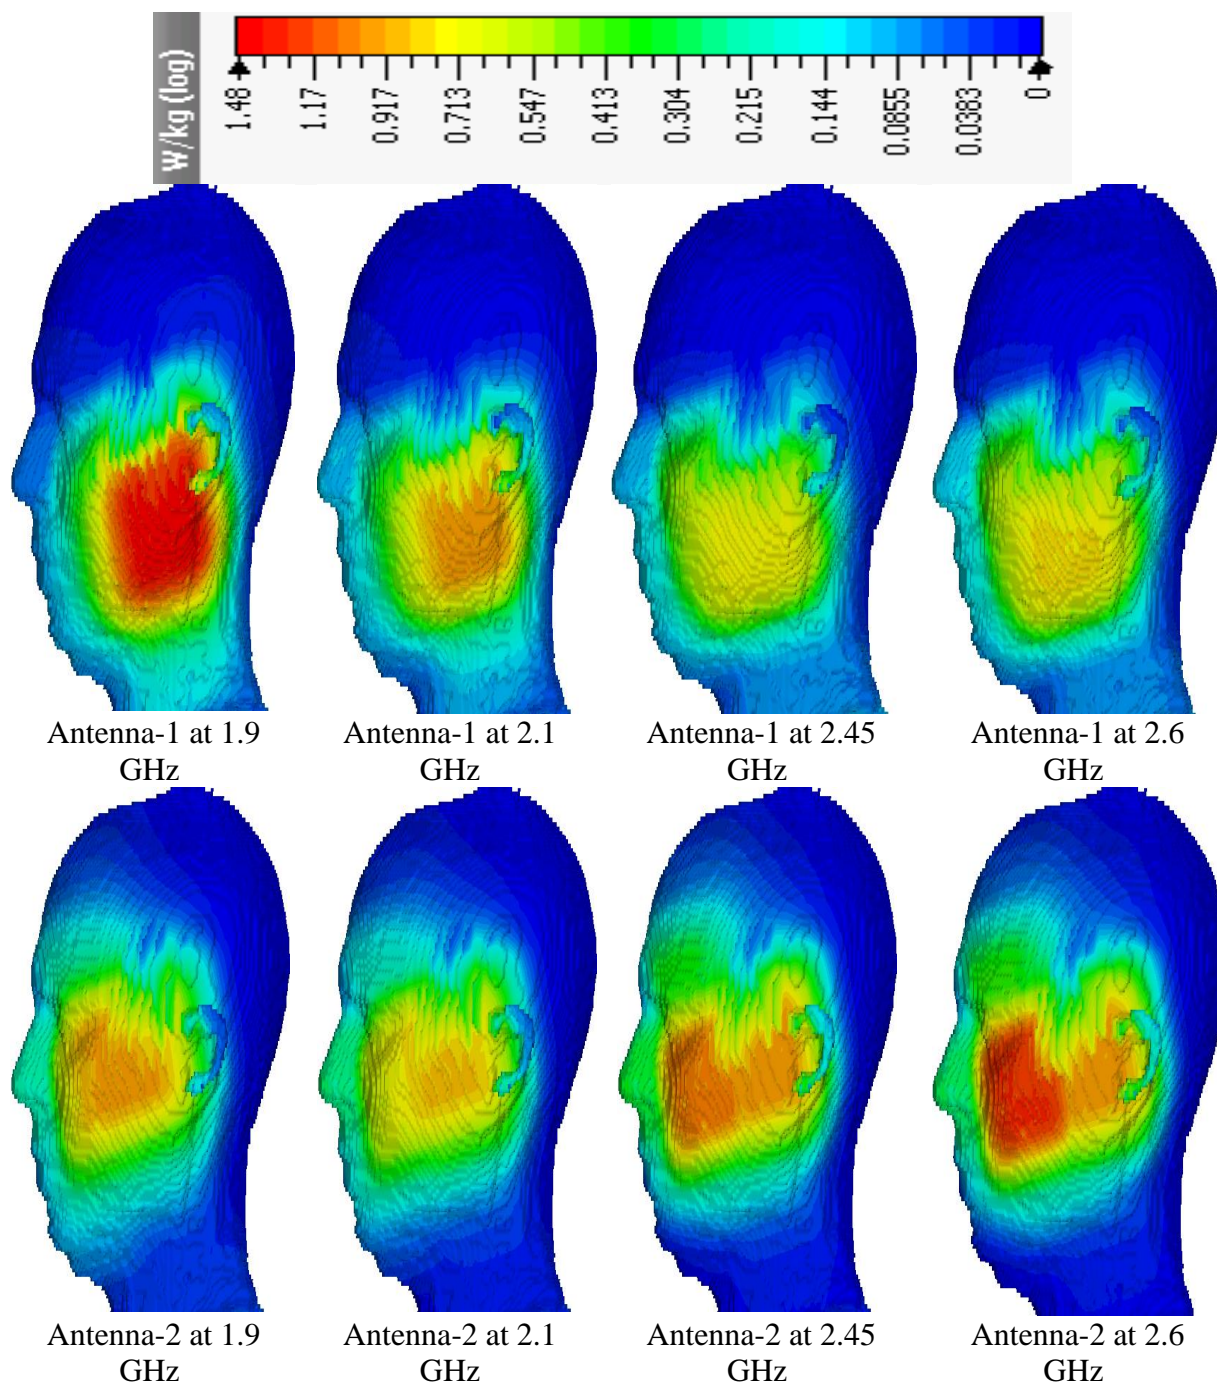 W/kg (log)
1.48
1.17
0.917
0.713
0.547
0.413
0.304
0.215
0.144
0.0855
0.0383
0
Antenna-1 at 1.9
GHz
Antenna-1 at 2.1
GHz
Antenna-1 at 2.45
GHz
Antenna-1 at 2.6
GHz
Antenna-2 at 1.9
GHz
Antenna-2 at 2.1
GHz
Antenna-2 at 2.45
GHz
Antenna-2 at 2.6
GHz